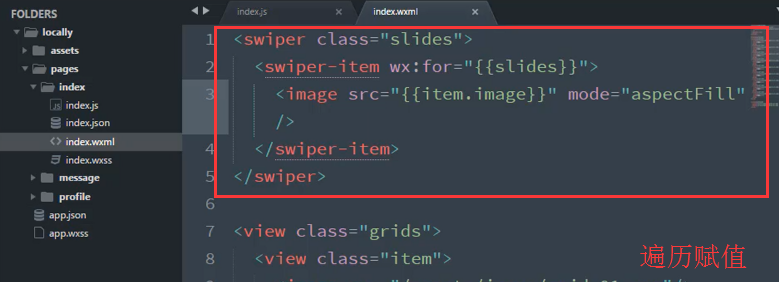 FOLDERS
locally
assets
pages
index
index.js
index.json
index.wxml
index.wxss
message
profile
app.json
app.wxss
index.js ×
index.wxml ×
1 <swiper class="slides">
2 <swiper-item wx:for="{{slides}}">
3 <image src="{{item.image}}" mode="aspectFill"
/>
4 </swiper-item>
5 </swiper>
6
7 <view class="grids">
8 <view class="item">
遍历赋值